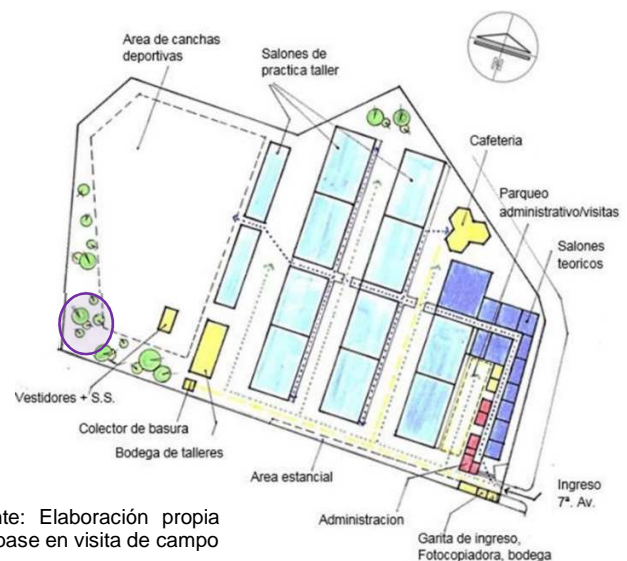 Area de canchas
deportivas
Salones de
practica taller
Cafeteria
Parqueo
administrativo/visitas
Salones
teoricos
Vestidores + S.S.
Colector de basura
Bodega de talleres
Area estancial
Administracion
Garita de ingreso,
Fotocopiadora, bodega
Ingreso
7ª. Av.
nte: Elaboración propia
base en visita de campo